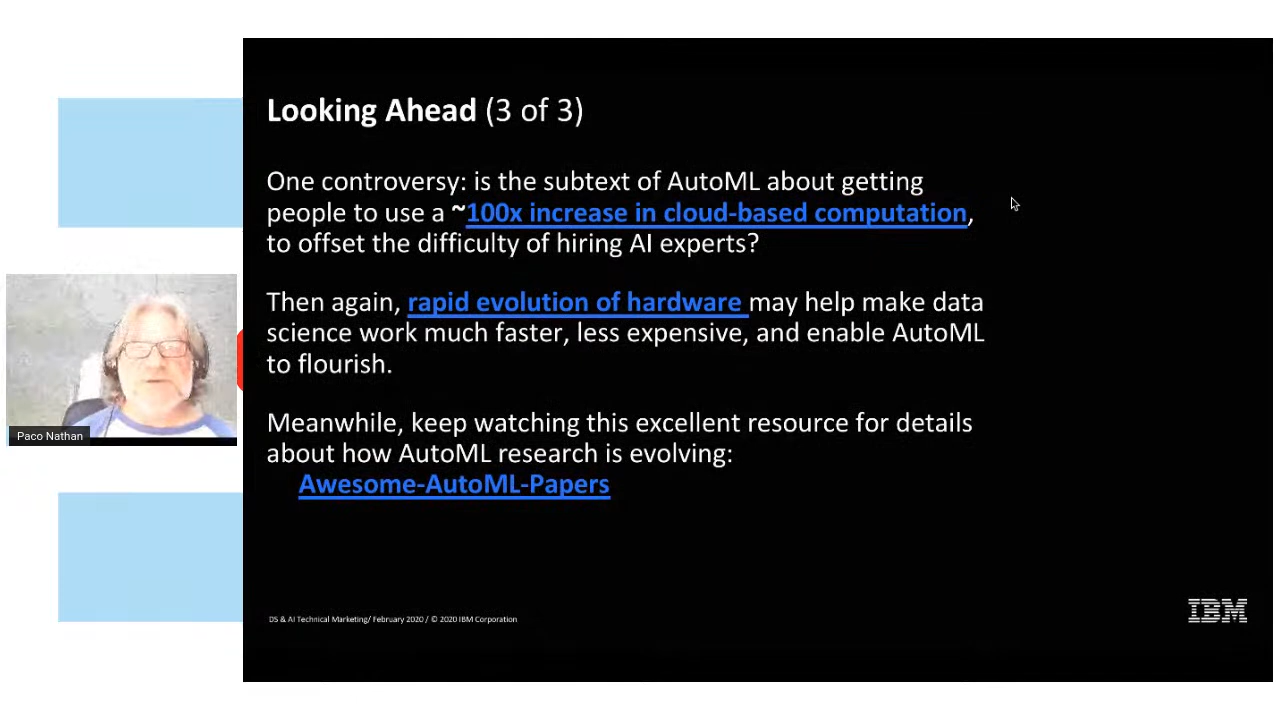 Looking Ahead (3 of 3)
One controversy: is the subtext of AutoML about getting
people to use a ~100x increase in cloud-based computation,
to offset the difficulty of hiring AI experts?
Then again, rapid evolution of hardware may help make data
science work much faster, less expensive, and enable AutoML
to flourish.
Meanwhile, keep watching this excellent resource for details
about how AutoML research is evolving:
Awesome-AutoML-Papers
Paco Nathan
DS & AI Technical Marketing/ February 2020 / © 2020 IBM Corporation
IBM